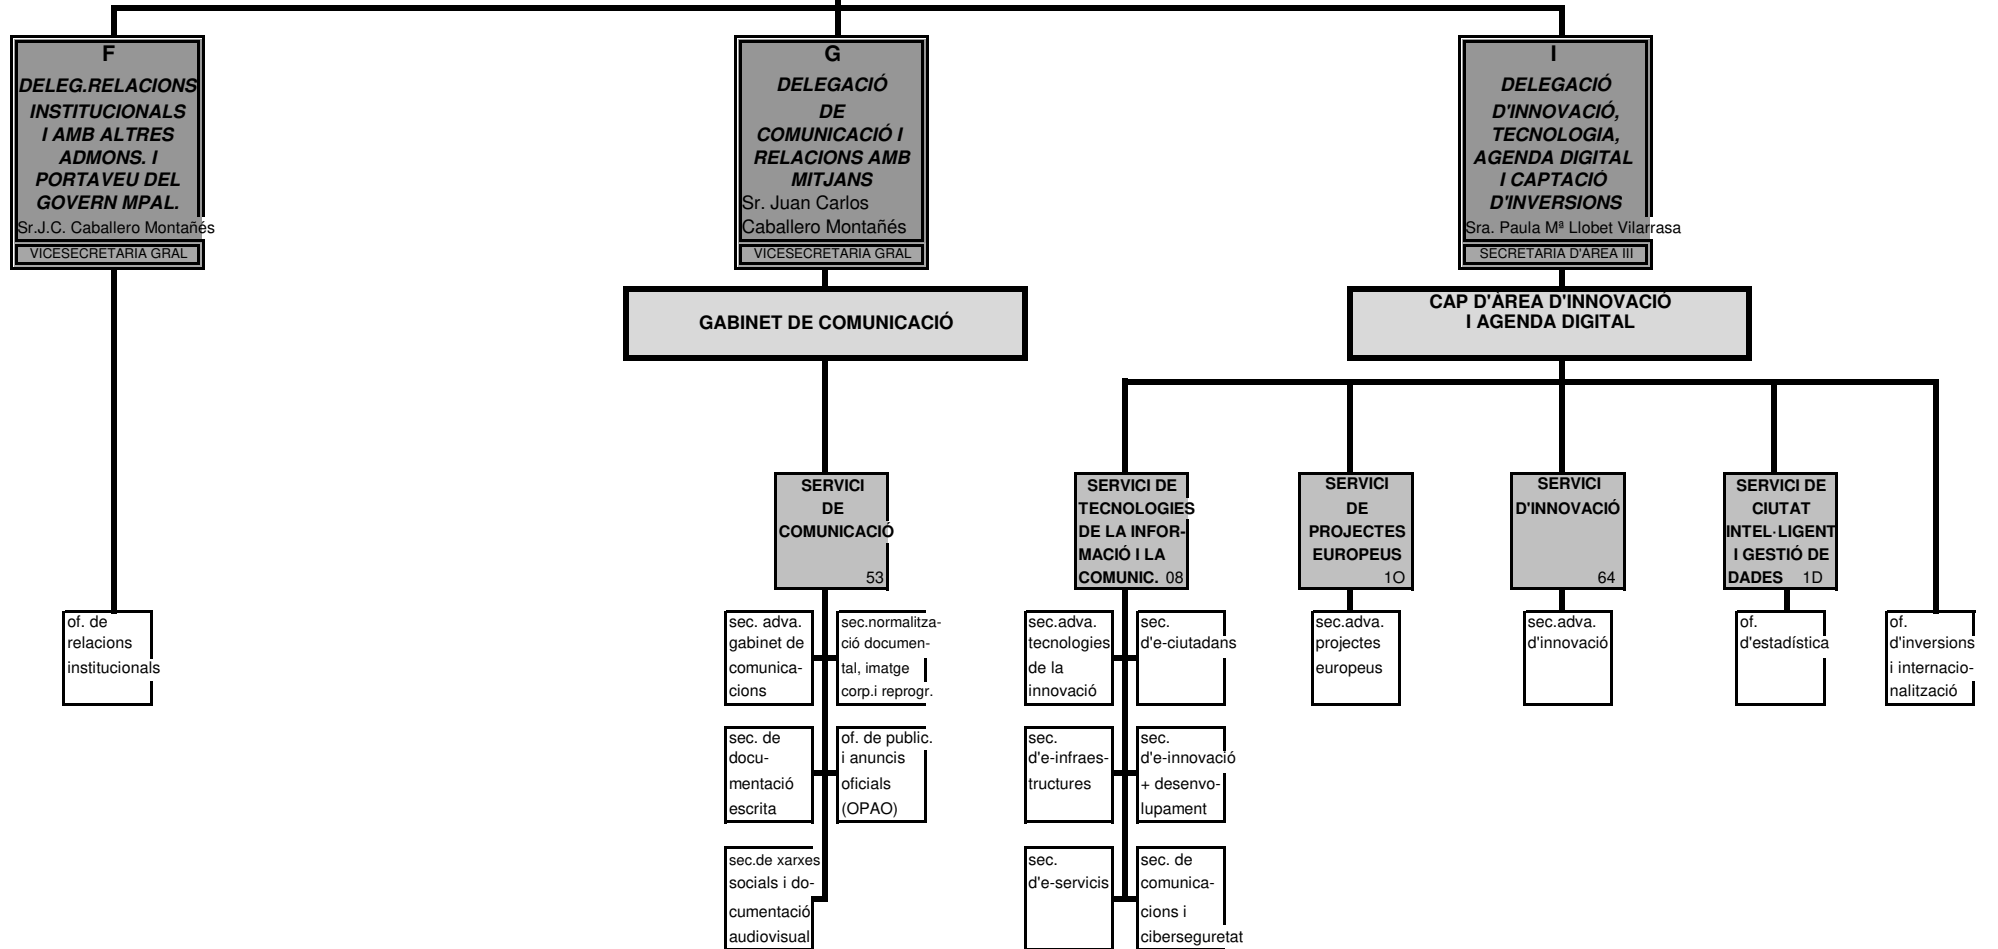 F
DELEG.RELACIONS
INSTITUCIONALS
I AMB ALTRES
ADMONS. I
PORTAVEU DEL
GOVERN MPAL.
Sr.J.C. Caballero Montañés
VICESECRETARIA GRAL
G
DELEGACIÓ
DE
COMUNICACIÓ I
RELACIONS AMB
MITJANS
Sr. Juan Carlos
Caballero Montañés
VICESECRETARIA GRAL
I
DELEGACIÓ
D'INNOVACIÓ,
TECNOLOGIA,
AGENDA DIGITAL
I CAPTACIÓ
D'INVERSIONS
Sra. Paula Mª Llobet Vilarrasa
SECRETARIA D'AREA III
GABINET DE COMUNICACIÓ
CAP D'ÀREA D'INNOVACIÓ
I AGENDA DIGITAL
SERVICI
DE
COMUNICACIÓ
53
SERVICI DE
TECNOLOGIES
DE LA INFOR-
MACIÓ I LA
COMUNIC. 08
SERVICI
DE
PROJECTES
EUROPEUS
1O
SERVICI
D'INNOVACIÓ
64
SERVICI DE
CIUTAT
INTEL·LIGENT
I GESTIÓ DE
DADES 1D
of. de
relacions
institucionals
sec. adva.
gabinet de
comunica-
cions
sec.normalitza-
ció documen-
tal, imatge
corp.i reprogr.
sec.adva.
tecnologies
de la
innovació
sec.
d'e-ciutadans
sec.adva.
projectes
europeus
sec.adva.
d'innovació
of.
d'estadística
of.
d'inversions
i internacio-
nalització
sec. de
docu-
mentació
escrita
of. de public.
i anuncis
oficials
(OPAO)
sec.
d'e-infraes-
tructures
sec.
d'e-innovació
+ desenvo-
lupament
sec.de xarxes
socials i do-
cumentació
audiovisual
sec.
d'e-servicis
sec. de
comunica-
cions i
ciberseguretat